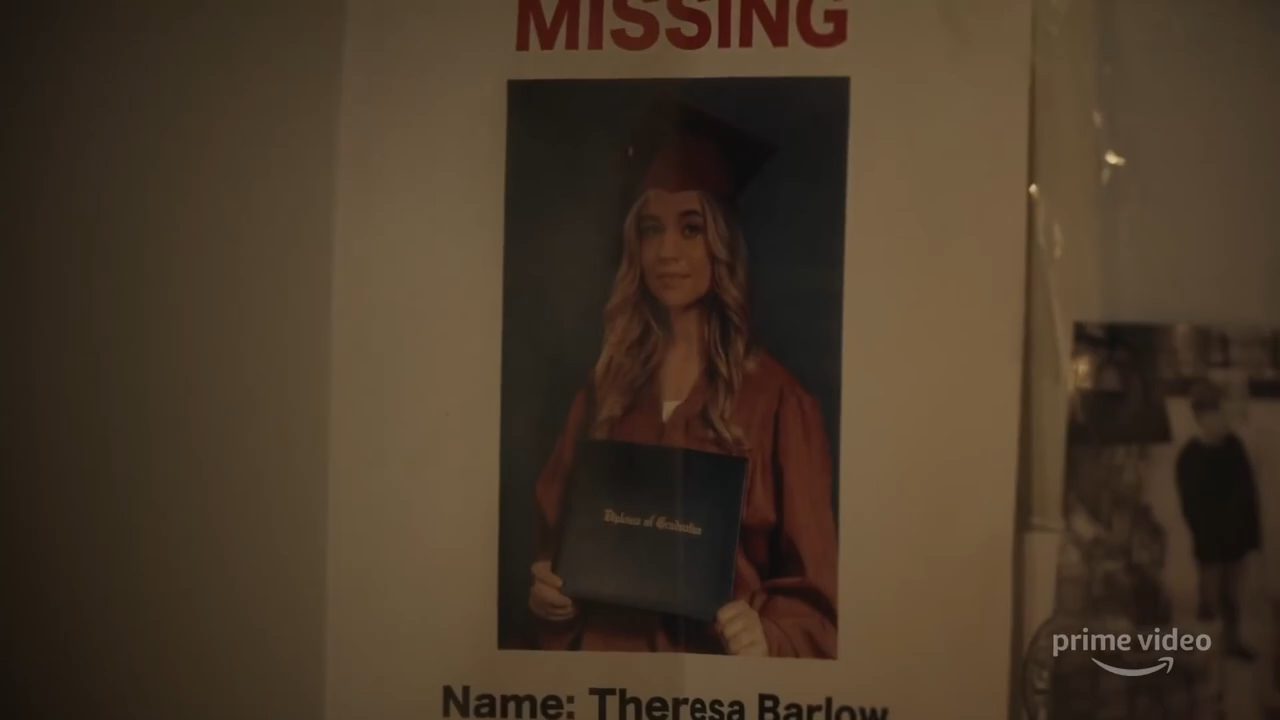 MISSING
Diploma of Graduation
Name: Theresa Barlow
prime video